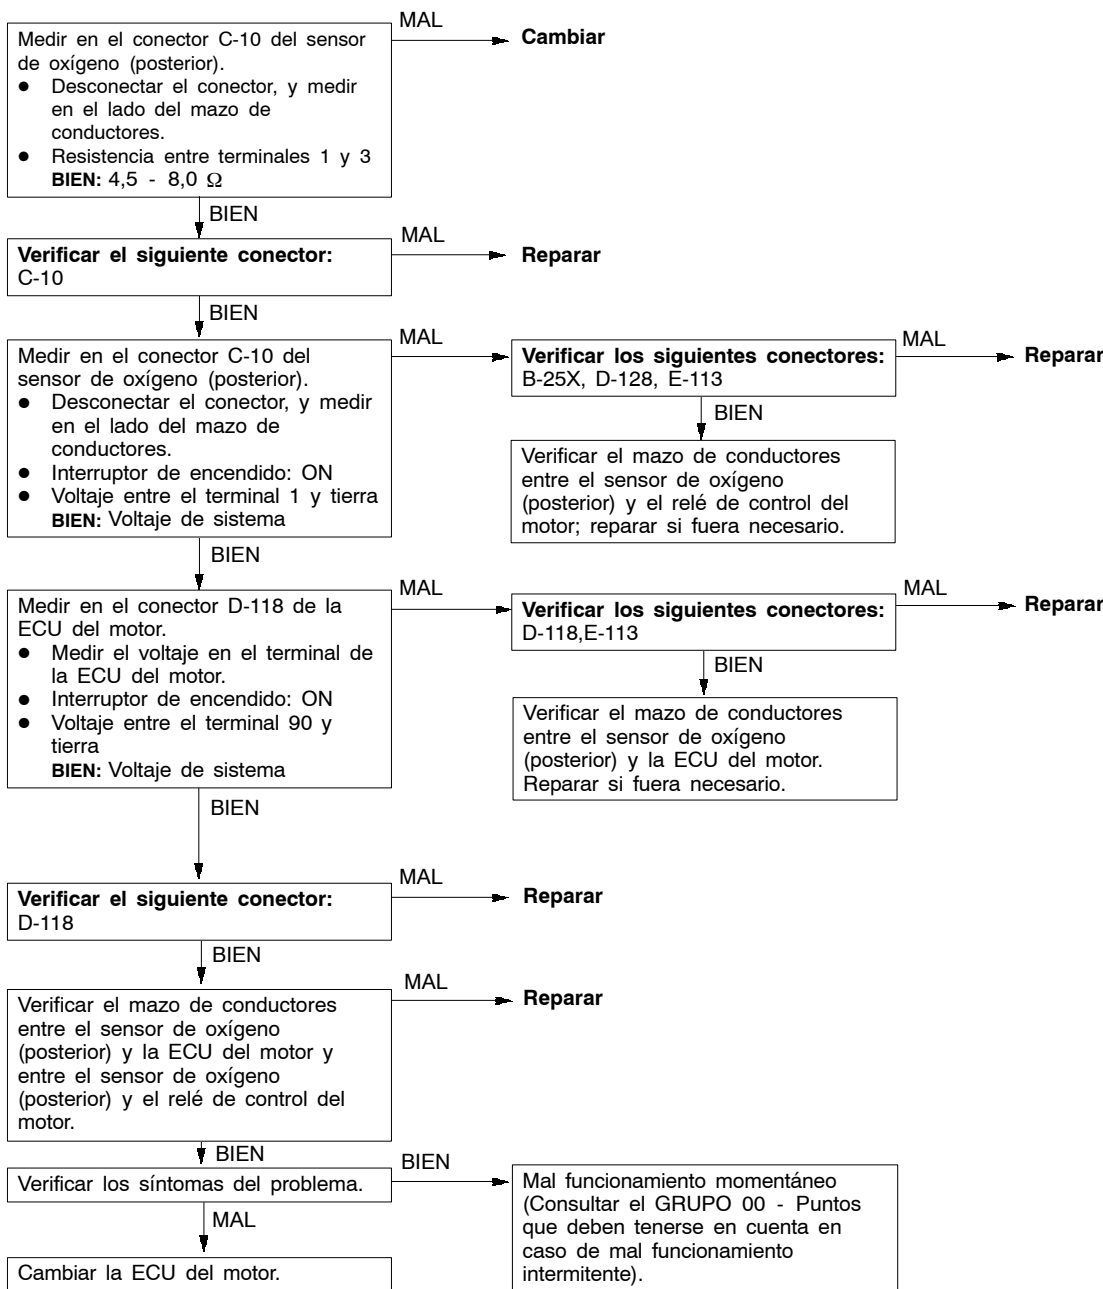 MAL
Medir en el conector C-10 del sensor
de oxígeno (posterior).
● Desconectar el conector, y medir
en el lado del mazo de
conductores.
● Resistencia entre terminales 1 y 3
BIEN: 4,5 - 8,0 Ω
Cambiar
BIEN
MAL
Verificar el siguiente conector:
C-10
Reparar
BIEN
MAL
Medir en el conector C-10 del
sensor de oxígeno (posterior).
● Desconectar el conector, y medir
en el lado del mazo de
conductores.
● Interruptor de encendido: ON
● Voltaje entre el terminal 1 y tierra
BIEN: Voltaje de sistema
Verificar los siguientes conectores:
B-25X, D-128, E-113
MAL
Reparar
BIEN
Verificar el mazo de conductores
entre el sensor de oxígeno
(posterior) y el relé de control del
motor; reparar si fuera necesario.
BIEN
MAL
Medir en el conector D-118 de la
ECU del motor.
● Medir el voltaje en el terminal de
la ECU del motor.
● Interruptor de encendido: ON
● Voltaje entre el terminal 90 y
tierra
BIEN: Voltaje de sistema
Verificar los siguientes conectores:
D-118,E-113
MAL
Reparar
BIEN
Verificar el mazo de conductores
entre el sensor de oxígeno
(posterior) y la ECU del motor.
Reparar si fuera necesario.
BIEN
MAL
Verificar el siguiente conector:
D-118
Reparar
BIEN
MAL
Verificar el mazo de conductores
entre el sensor de oxígeno
(posterior) y la ECU del motor y
entre el sensor de oxígeno
(posterior) y el relé de control del
motor.
Reparar
BIEN
Verificar los síntomas del problema.
BIEN
Mal funcionamiento momentáneo
(Consultar el GRUPO 00 - Puntos
que deben tenerse en cuenta en
caso de mal funcionamiento
intermitente).
MAL
Cambiar la ECU del motor.